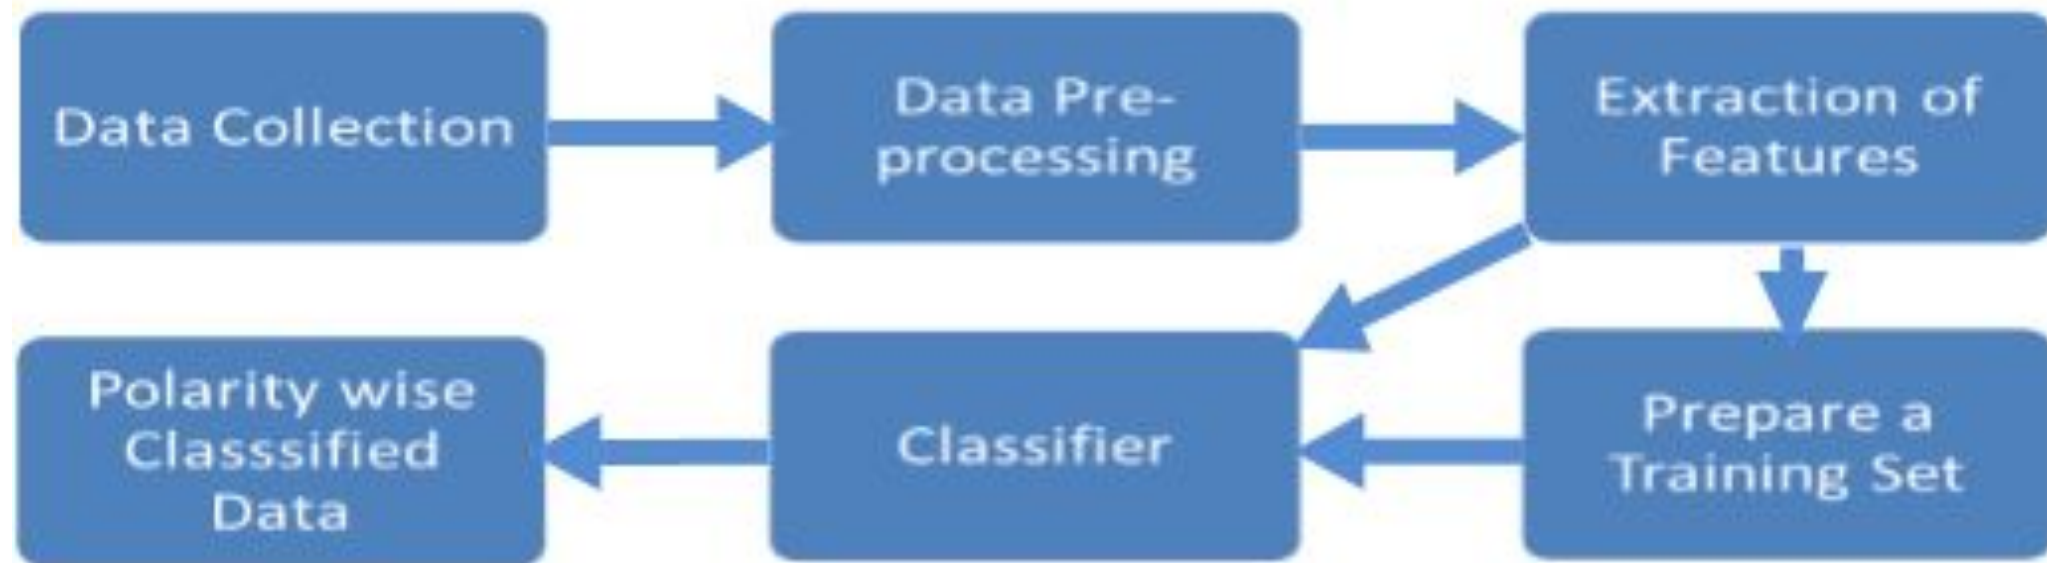 Data Collection
Data Pre-
processing
Extraction of
Features
Polarity wise
Classsified
Data
Classifier
Prepare a
Training Set